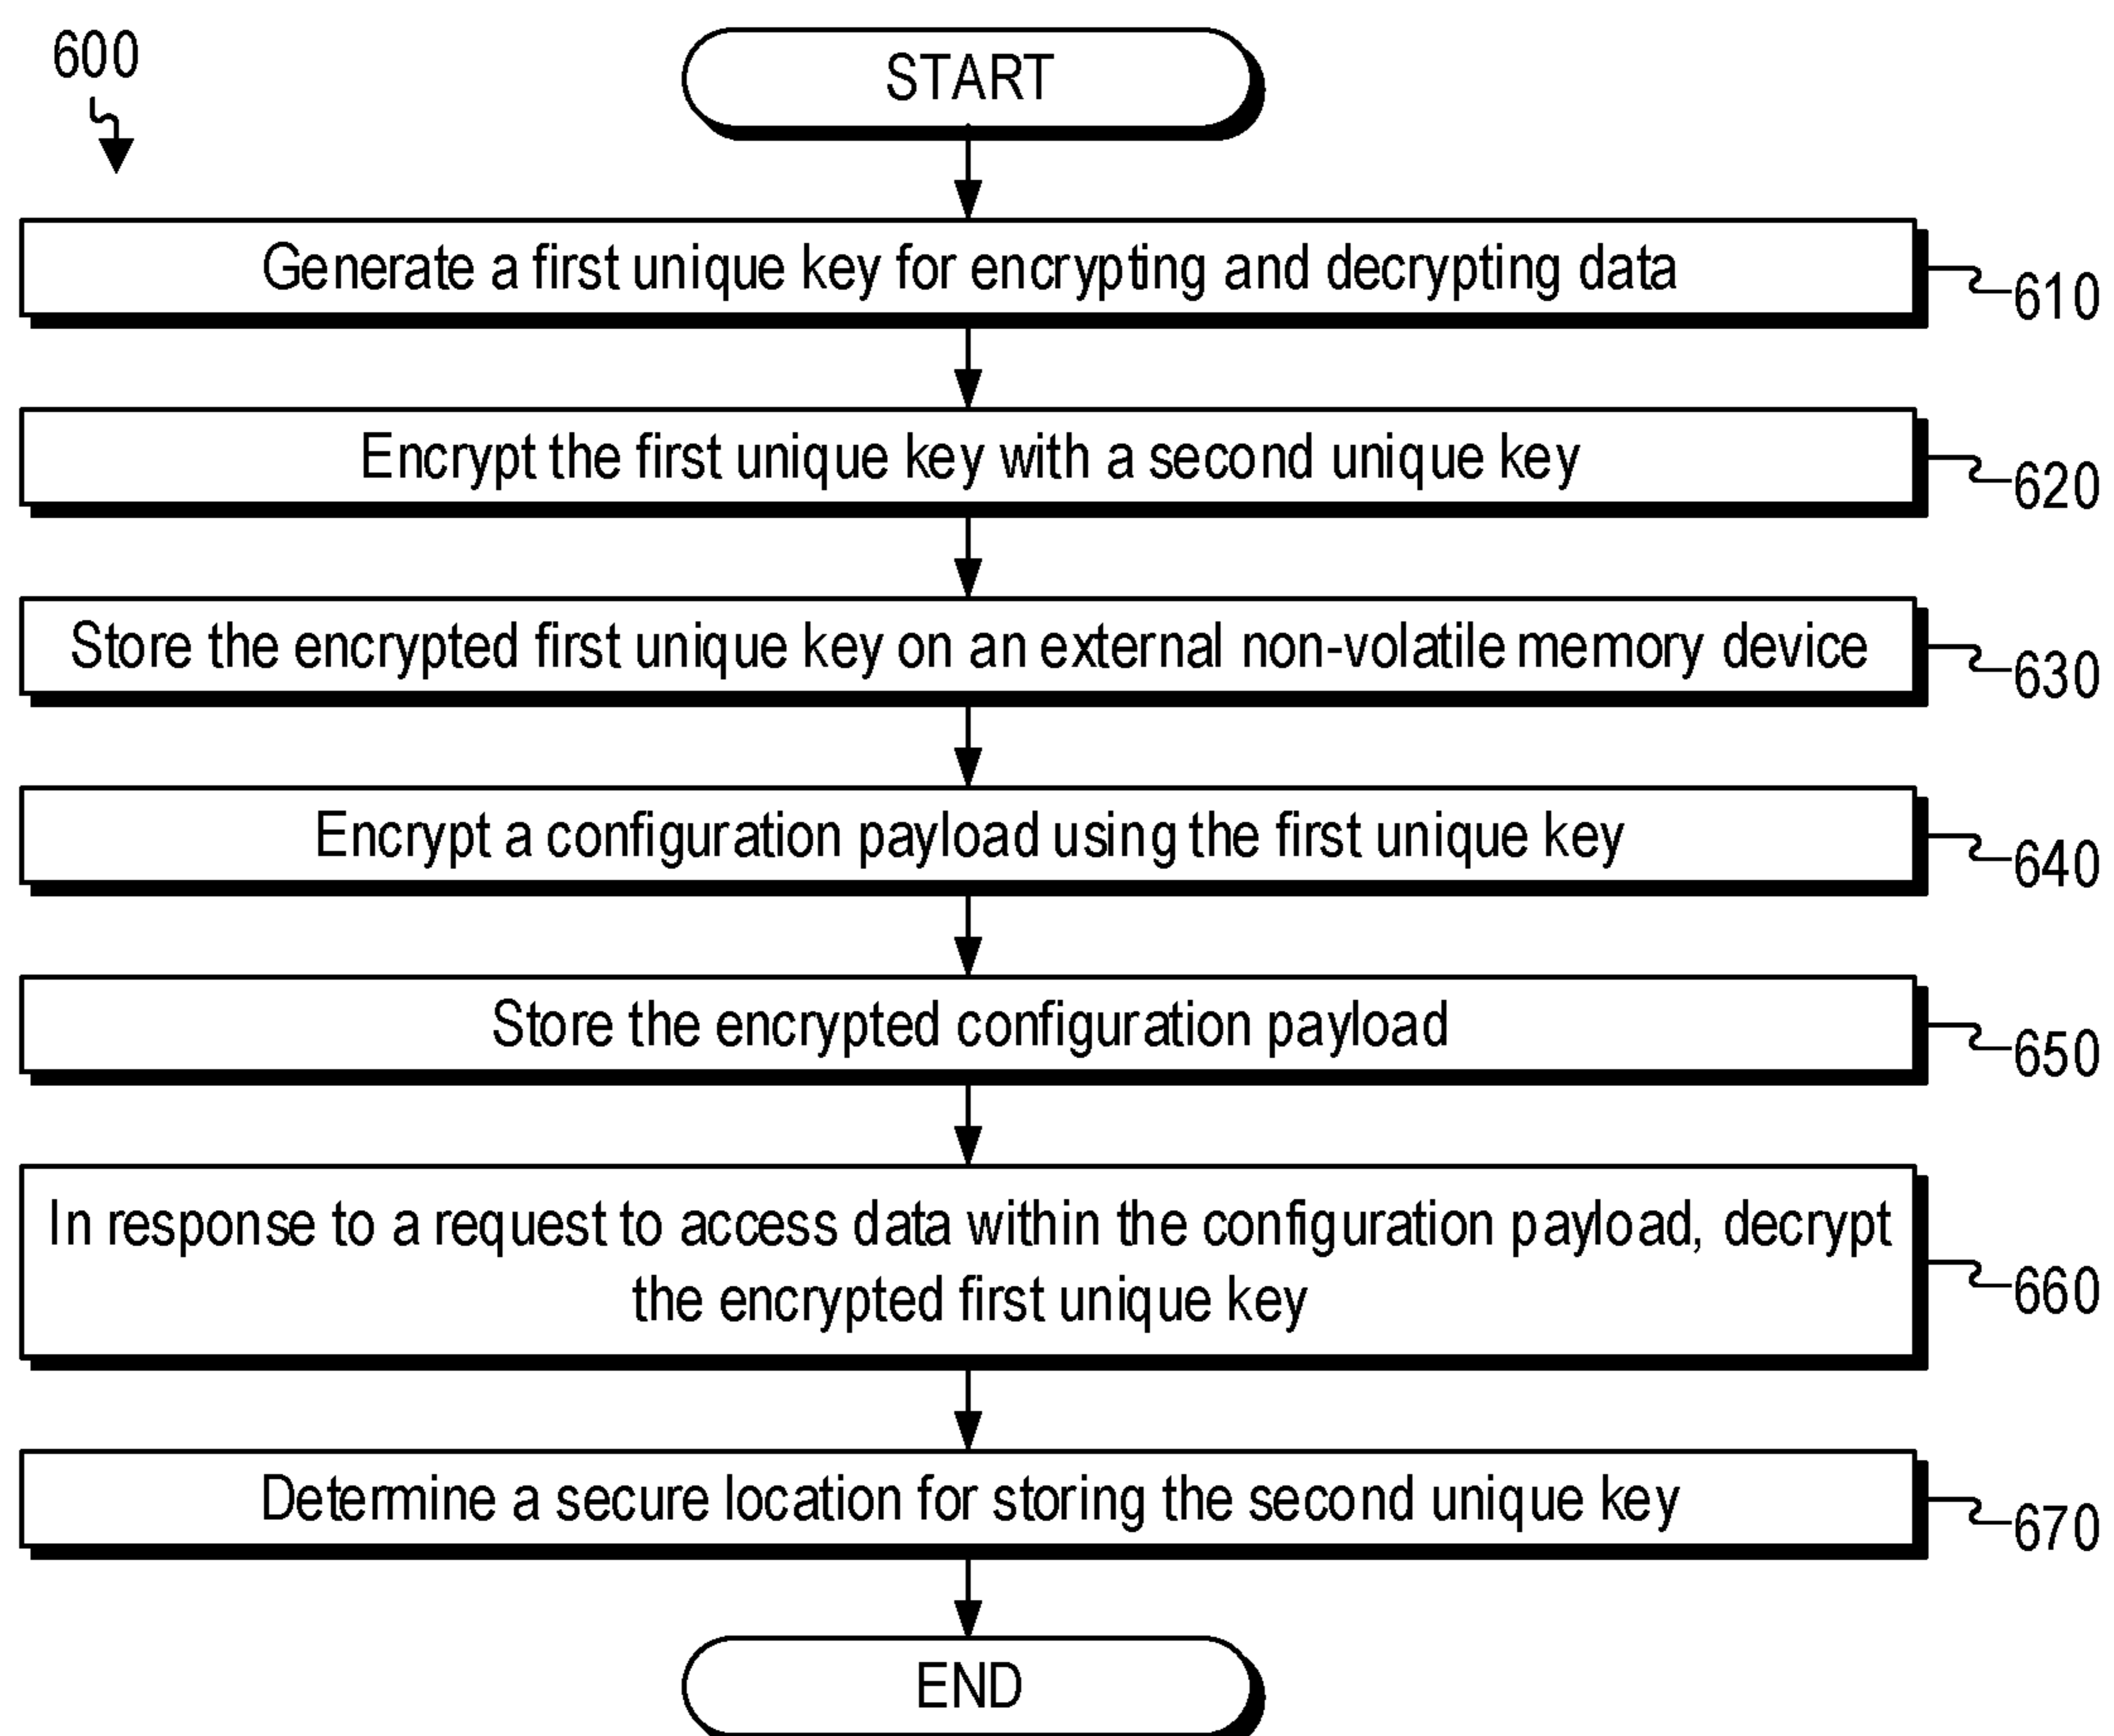 600
START
Generate a first unique key for encrypting and decrypting data
610
Encrypt the first unique key with a second unique key
620
Store the encrypted first unique key on an external non-volatile memory device
630
Encrypt a configuration payload using the first unique key
640
Store the encrypted configuration payload
650
In response to a request to access data within the configuration payload, decrypt
the encrypted first unique key
660
Determine a secure location for storing the second unique key
670
END